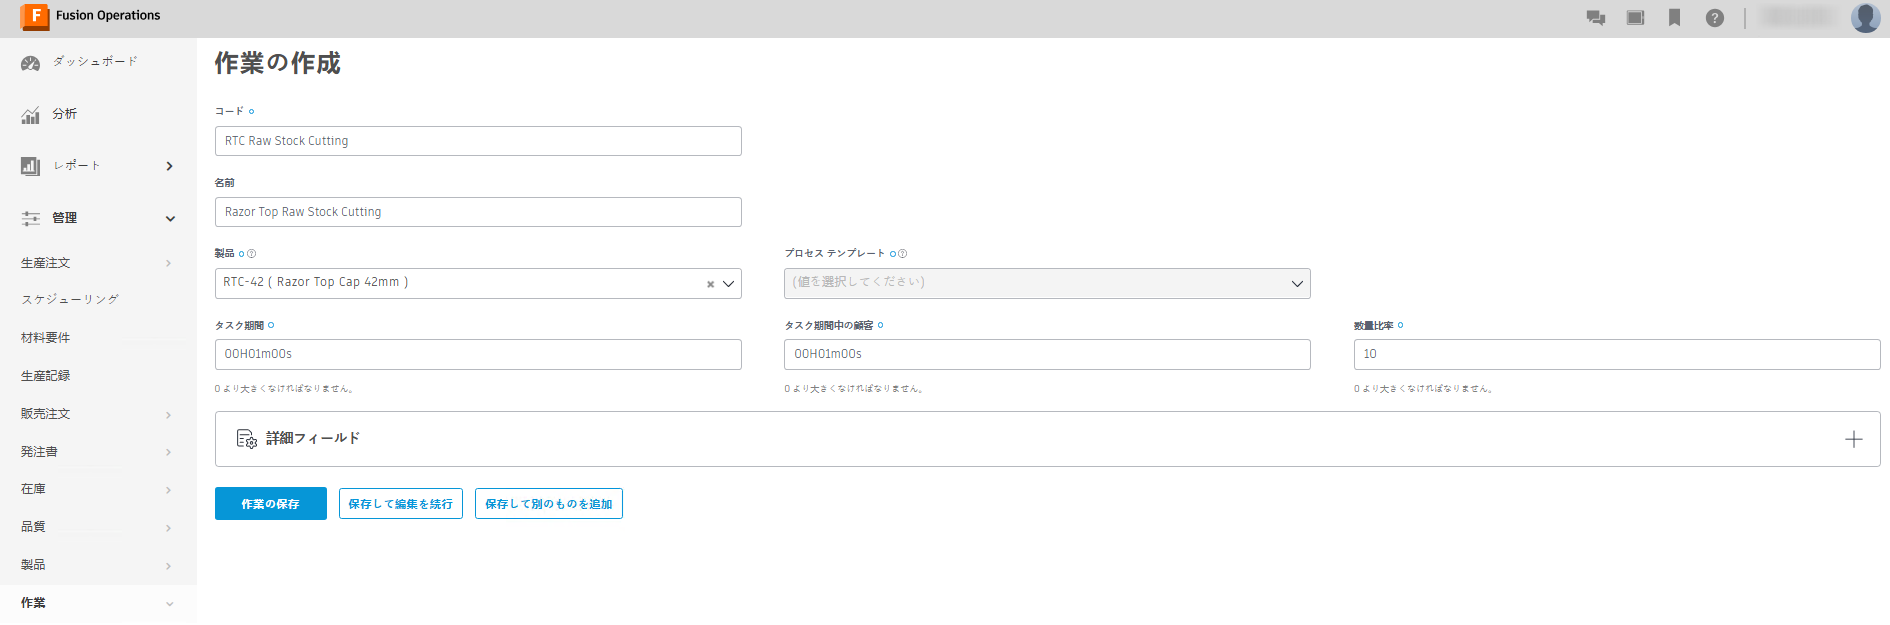 Fusion Operations
ダッシュボード
分析
レポート
管理
生産注文
スケジューリング
材料要件
生産記録
販売注文
発注書
在庫
品質
製品
作業
作業の作成
コード
RTC Raw Stock Cutting
名前
Razor Top Raw Stock Cutting
製品
プロセス テンプレート
RTC-42 ( Razor Top Cap 42mm )
(値を選択してください)
タスク期間
タスク期間中の顧客
数量比率
00H01m00s
00H01m00s
10
0 より大きくなければなりません。
0 より大きくなければなりません。
0 より大きくなければなりません。
詳細フィールド
作業の保存
保存して編集を続行
保存して別のものを追加